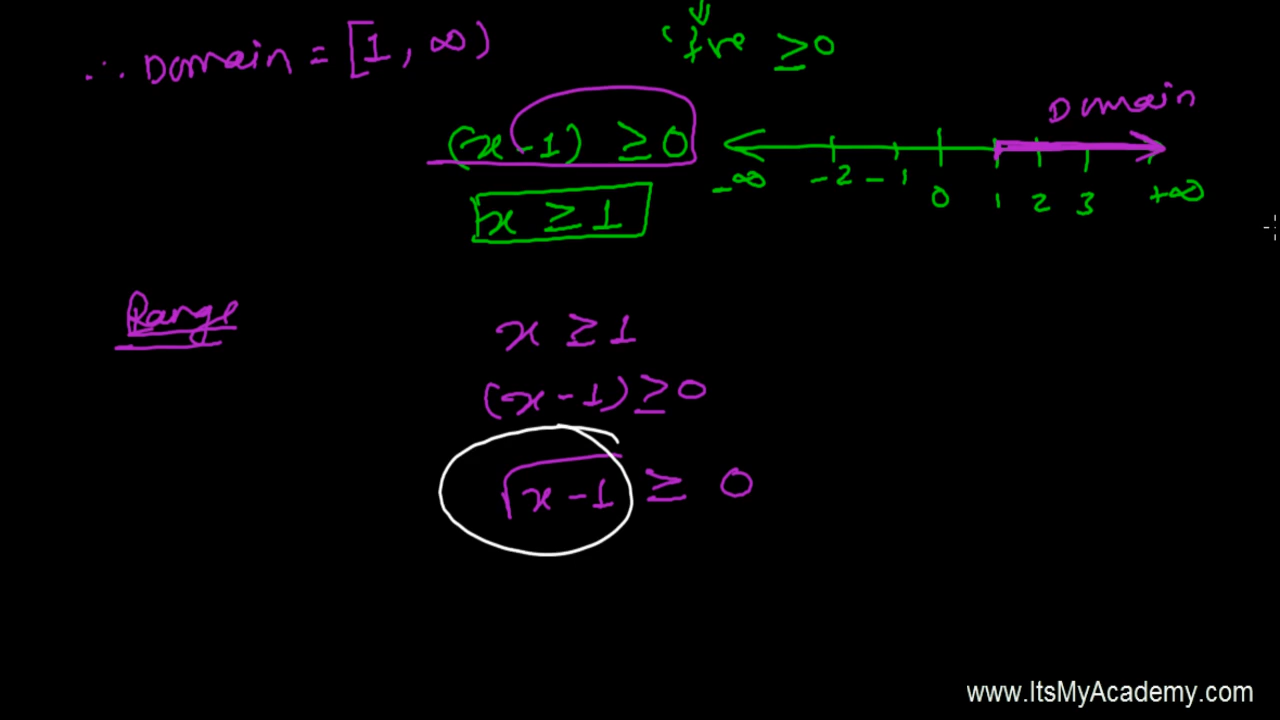 ∴ Domain = [1, ∞)
+ve ≥ 0
(x - 1) ≥ 0
Domain
-∞ -2 -1 0 1 2 3 +∞
x ≥ 1
Range
x ≥ 1
(x - 1) ≥ 0
√x - 1 ≥ 0
www.ItsMyAcademy.com